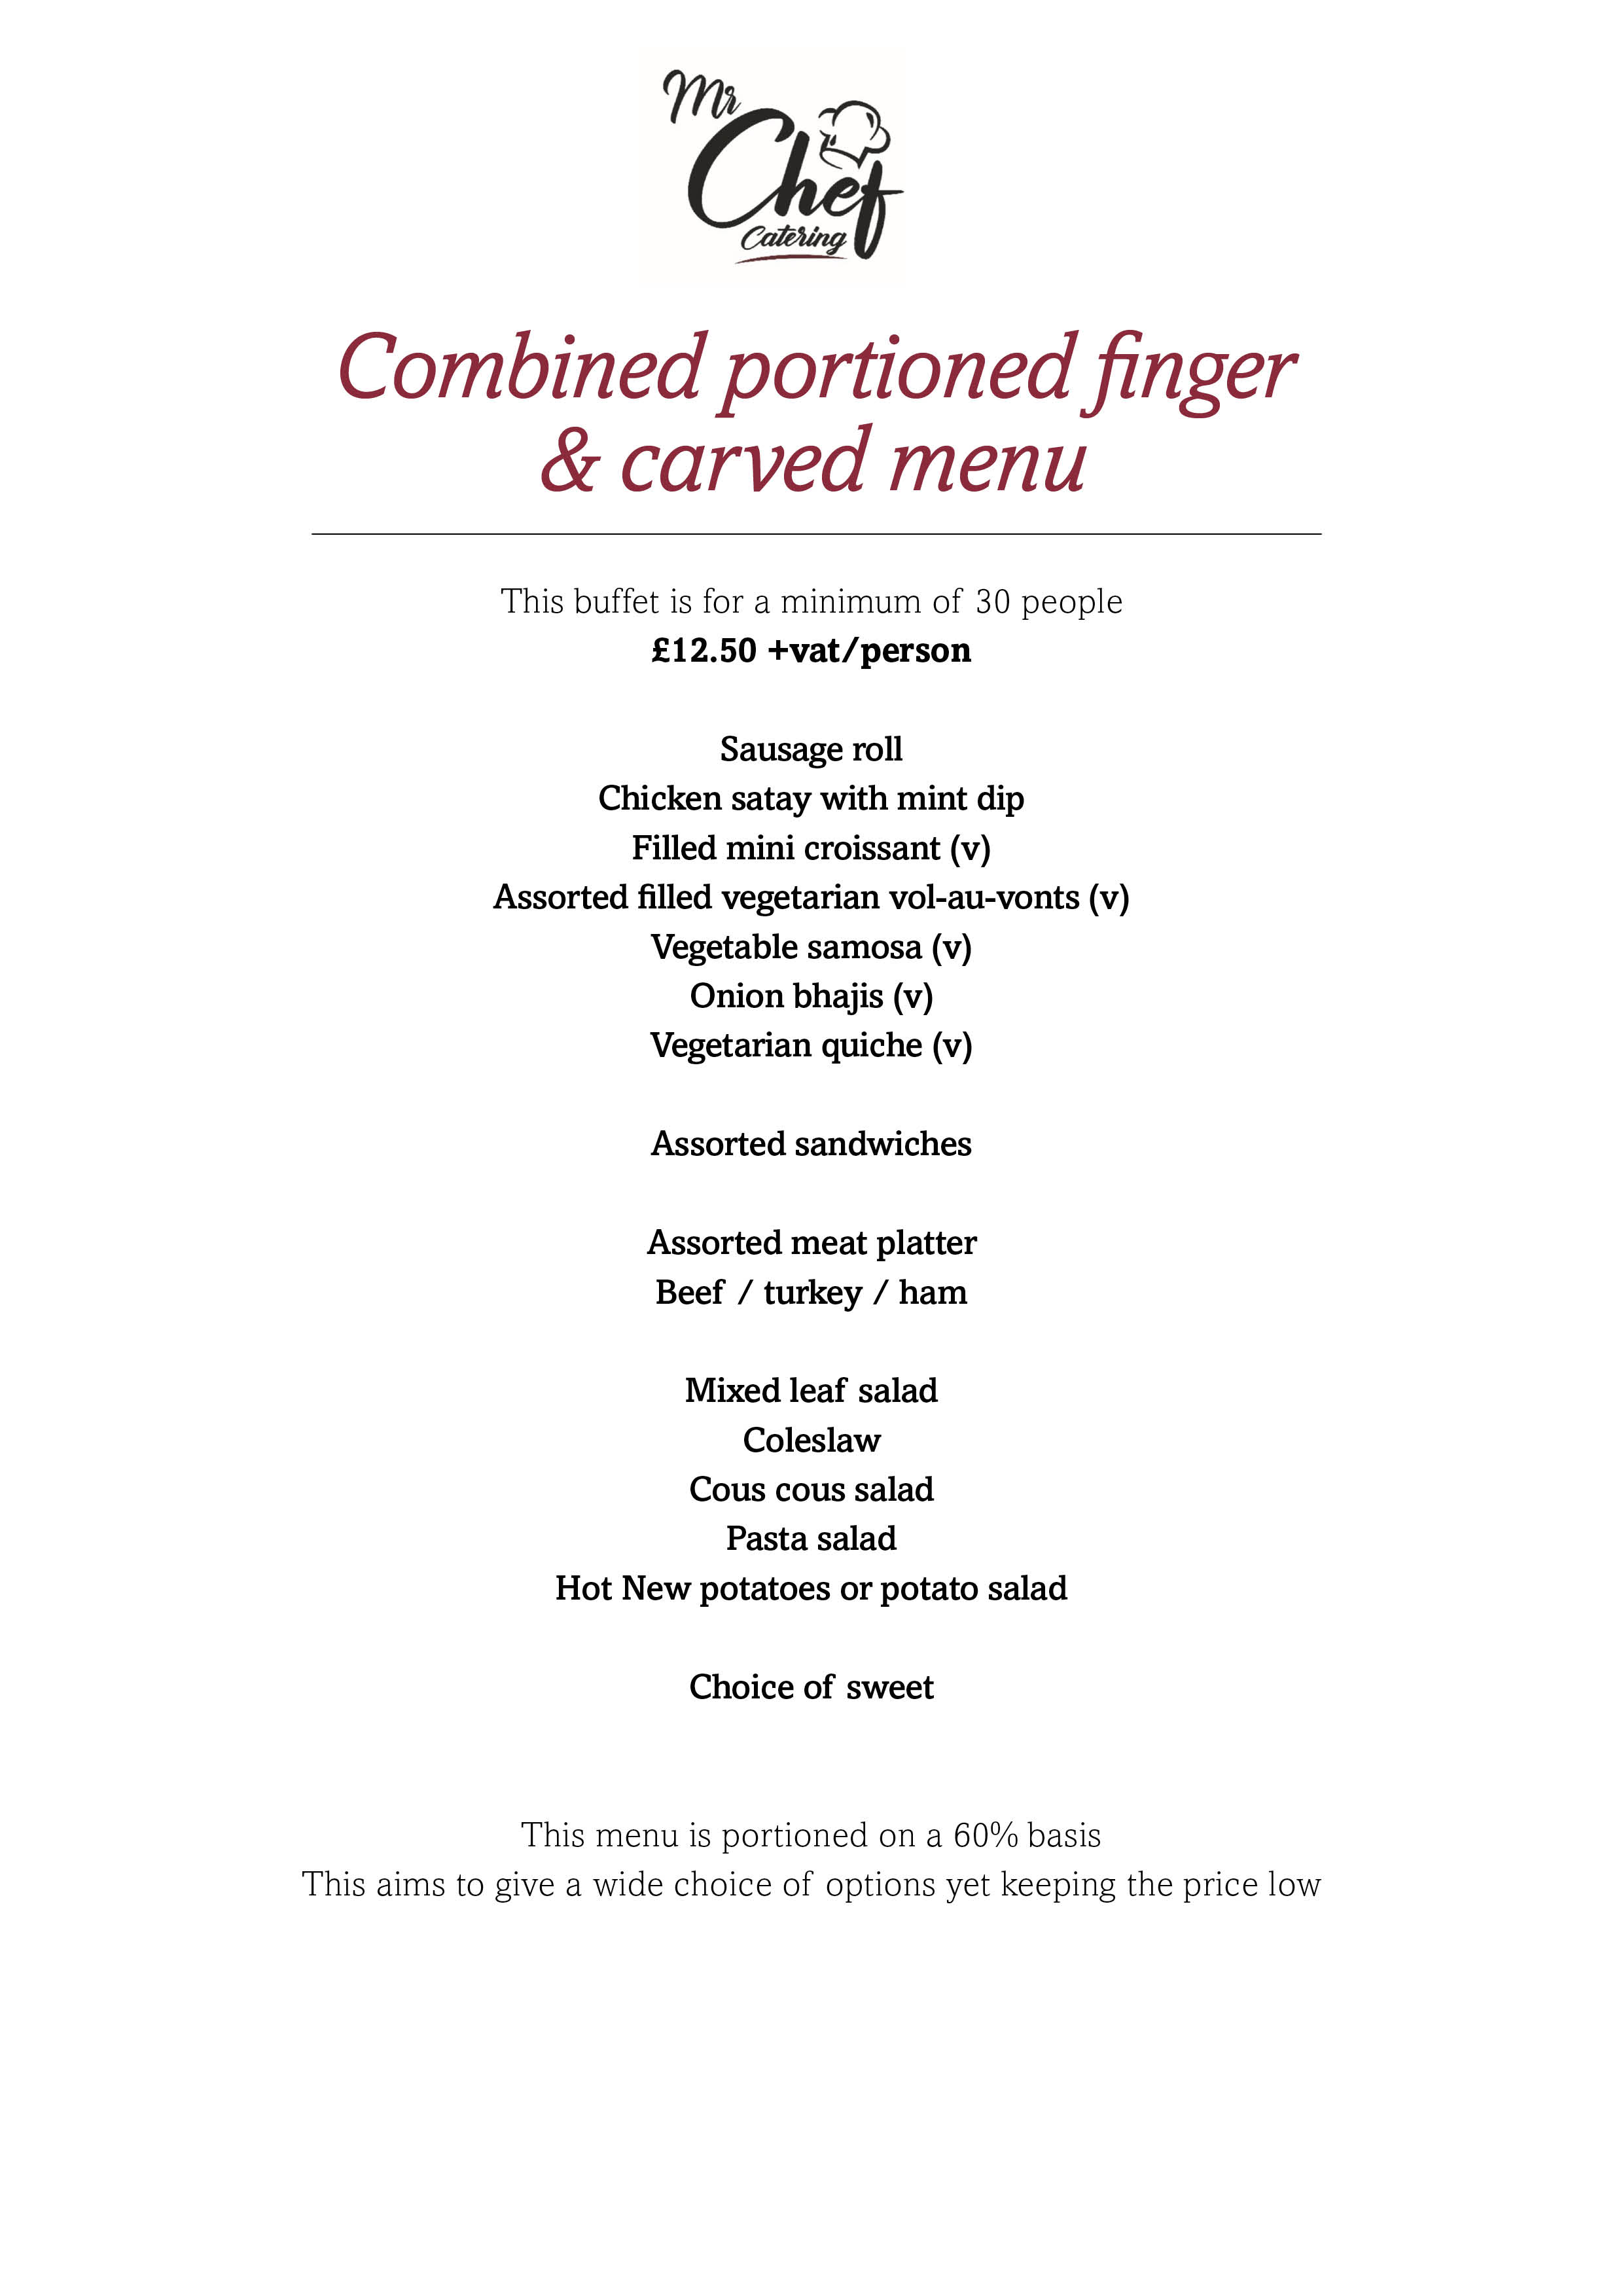 Mr
Chef
Catering
Combined portioned finger
& carved menu
This buffet is for a minimum of 30 people
£12.50 +vat/person
Sausage roll
Chicken satay with mint dip
Filled mini croissant (v)
Assorted filled vegetarian vol-au-vonts (v)
Vegetable samosa (v)
Onion bhajis (v)
Vegetarian quiche (v)
Assorted sandwiches
Assorted meat platter
Beef / turkey / ham
Mixed leaf salad
Coleslaw
Cous cous salad
Pasta salad
Hot New potatoes or potato salad
Choice of sweet
This menu is portioned on a 60% basis
This aims to give a wide choice of options yet keeping the price low